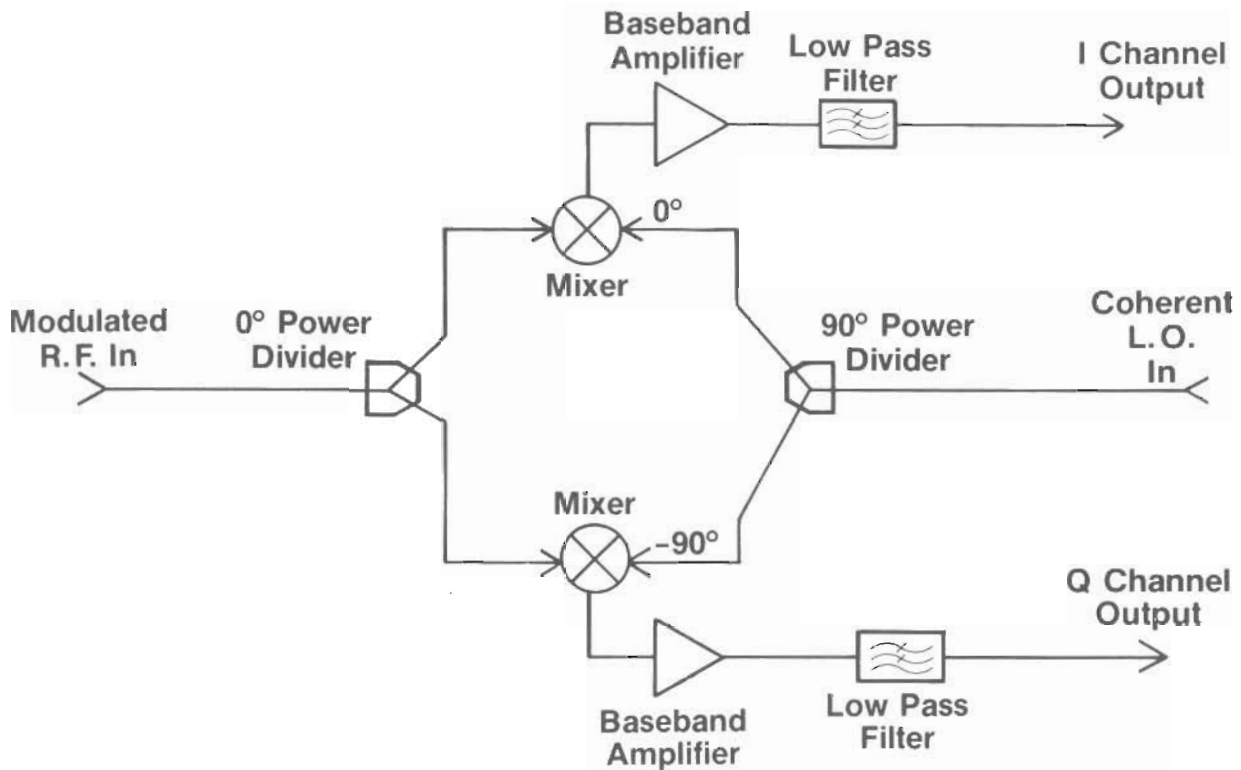 Baseband
Amplifier
Low Pass
Filter
I Channel
Output
0°
Mixer
Modulated
R.F. In
0° Power
Divider
90° Power
Divider
Coherent
L.O.
In
Mixer
-90°
Q Channel
Output
Baseband
Amplifier
Low Pass
Filter